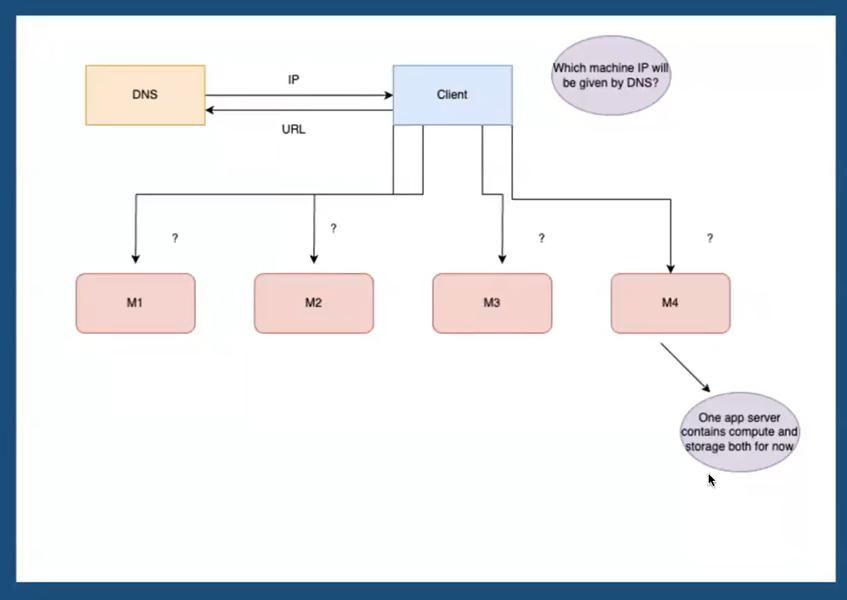 DNS
IP
URL
Client
Which machine IP will
be given by DNS?
?
?
?
?
M1
M2
M3
M4
One app server
contains compute and
storage both for now